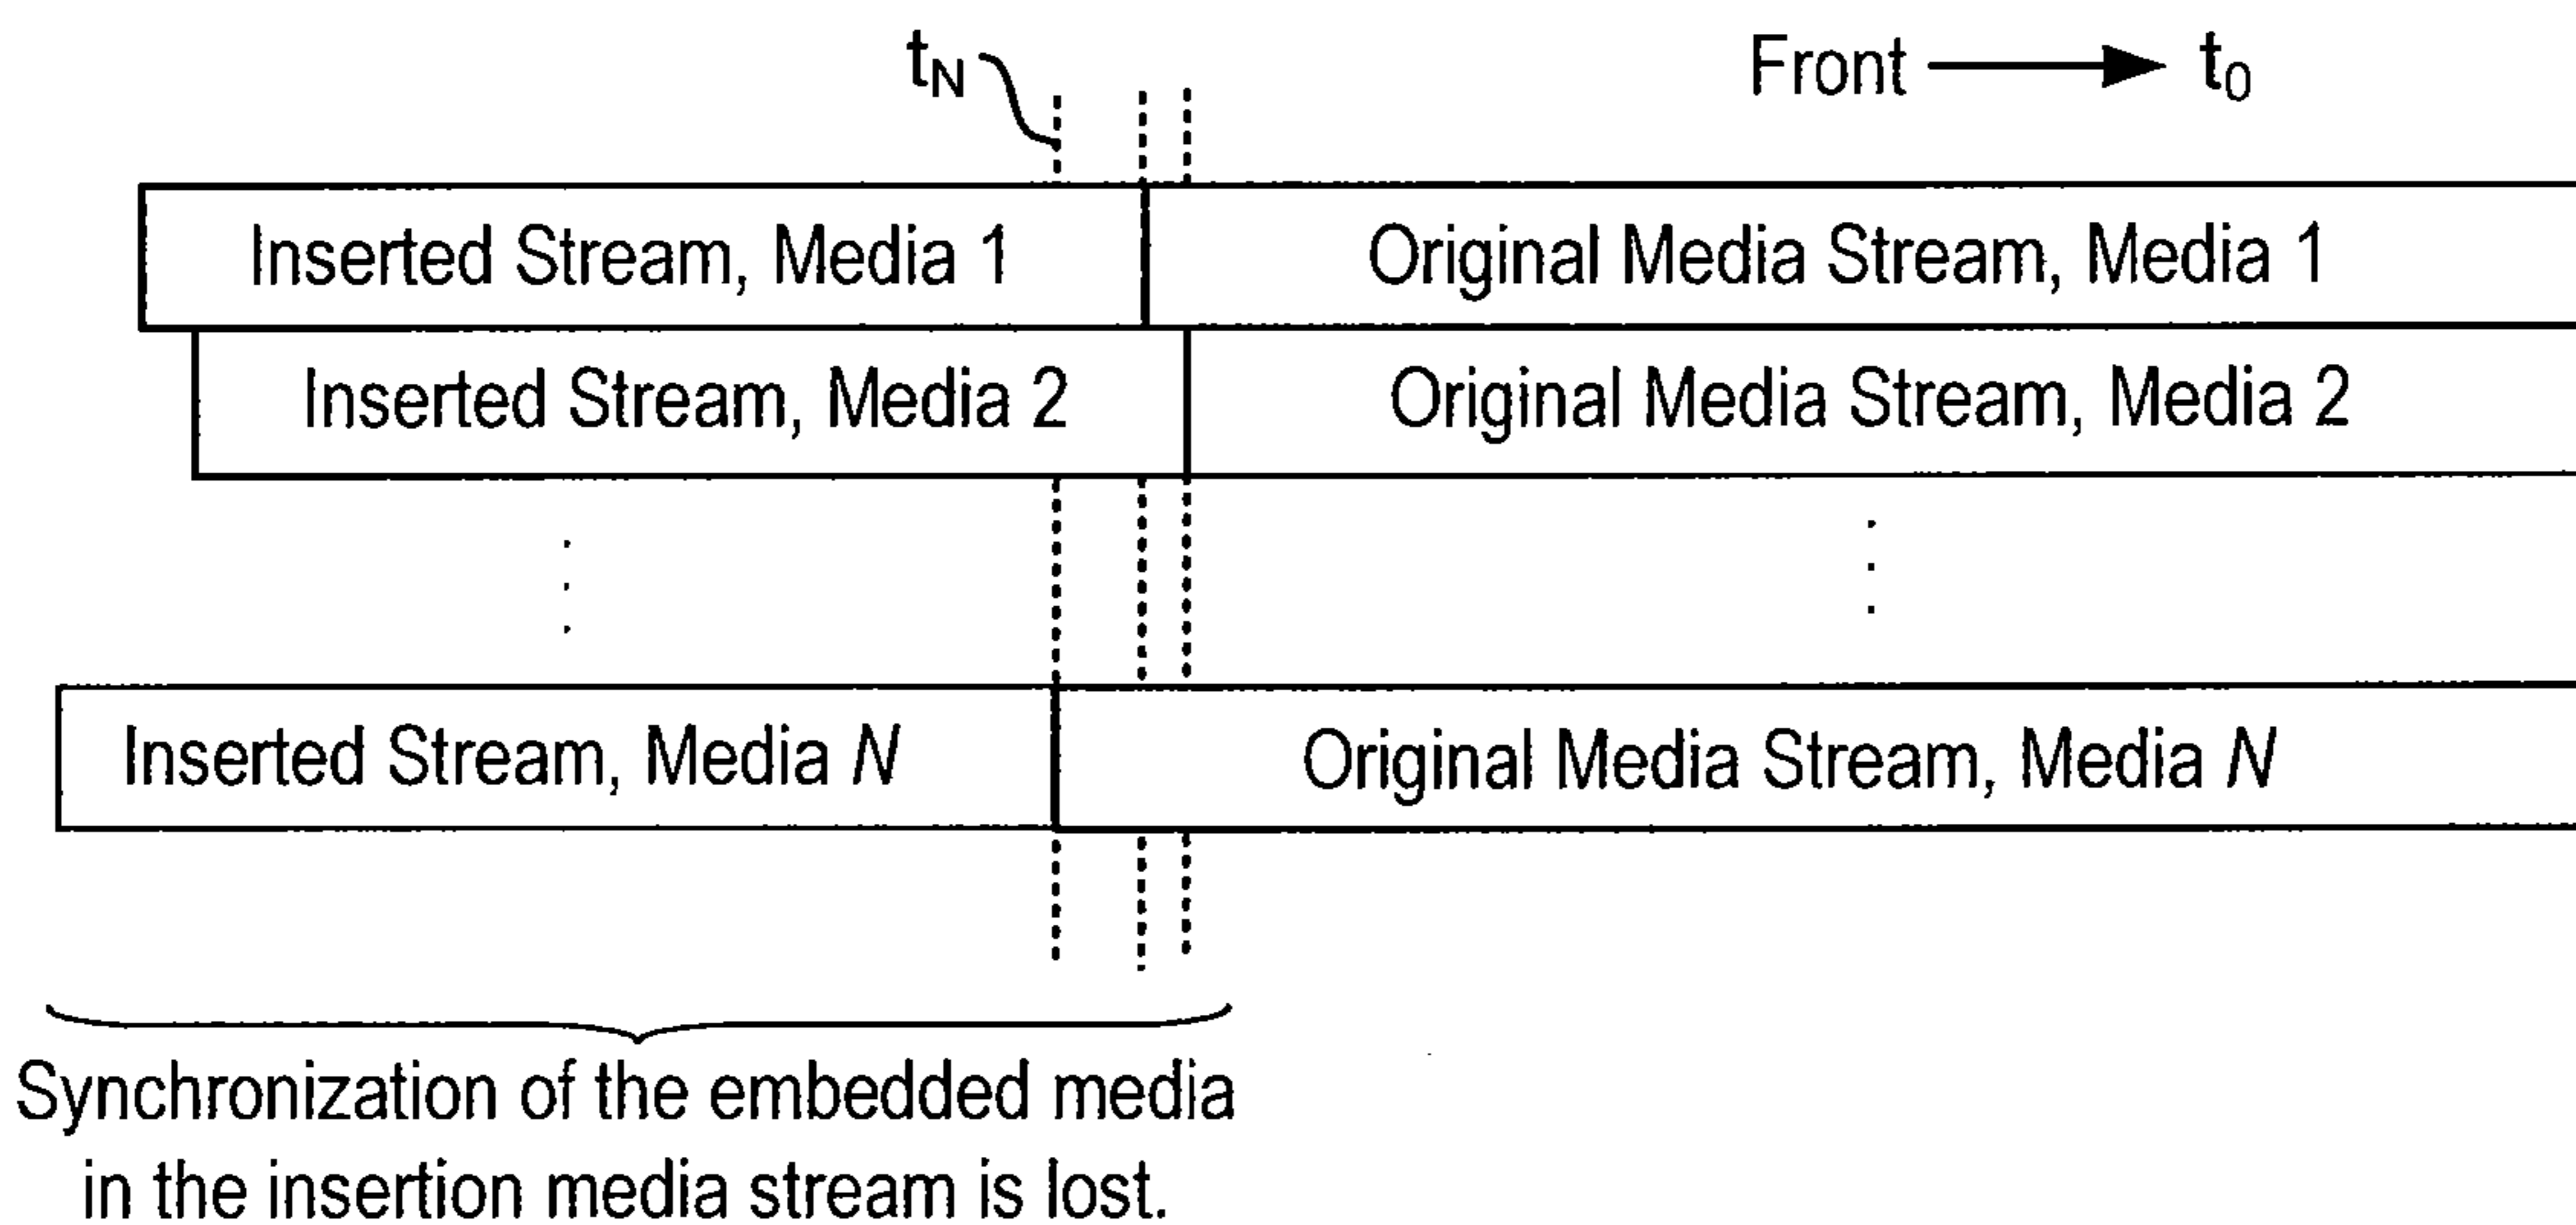 tN
Front t0
Inserted Stream, Media 1
Original Media Stream, Media 1
Inserted Stream, Media 2
Original Media Stream, Media 2
Inserted Stream, Media N
Original Media Stream, Media N
Synchronization of the embedded media
in the insertion media stream is lost.